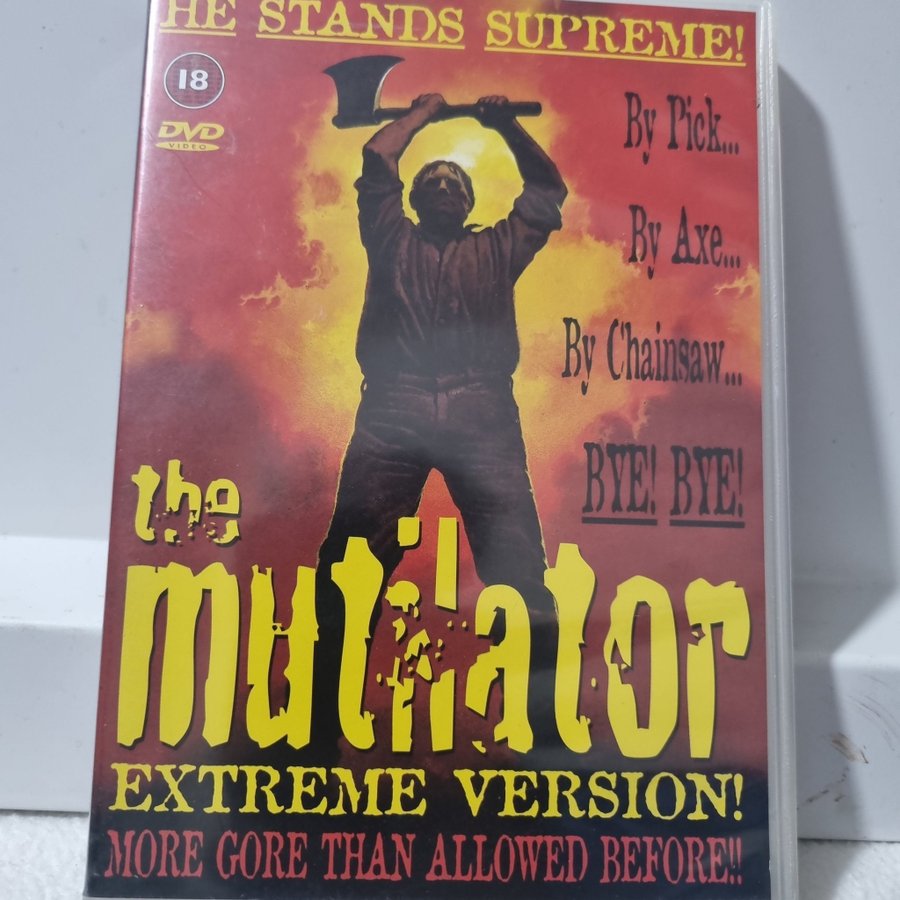 HE STANDS SUPREME!
18
DVD
VIDEO
By Pick...
By Axe...
By Chainsaw...
BYE! BYE!
the
mutilator
EXTREME VERSION!
MORE GORE THAN ALLOWED BEFORE!!